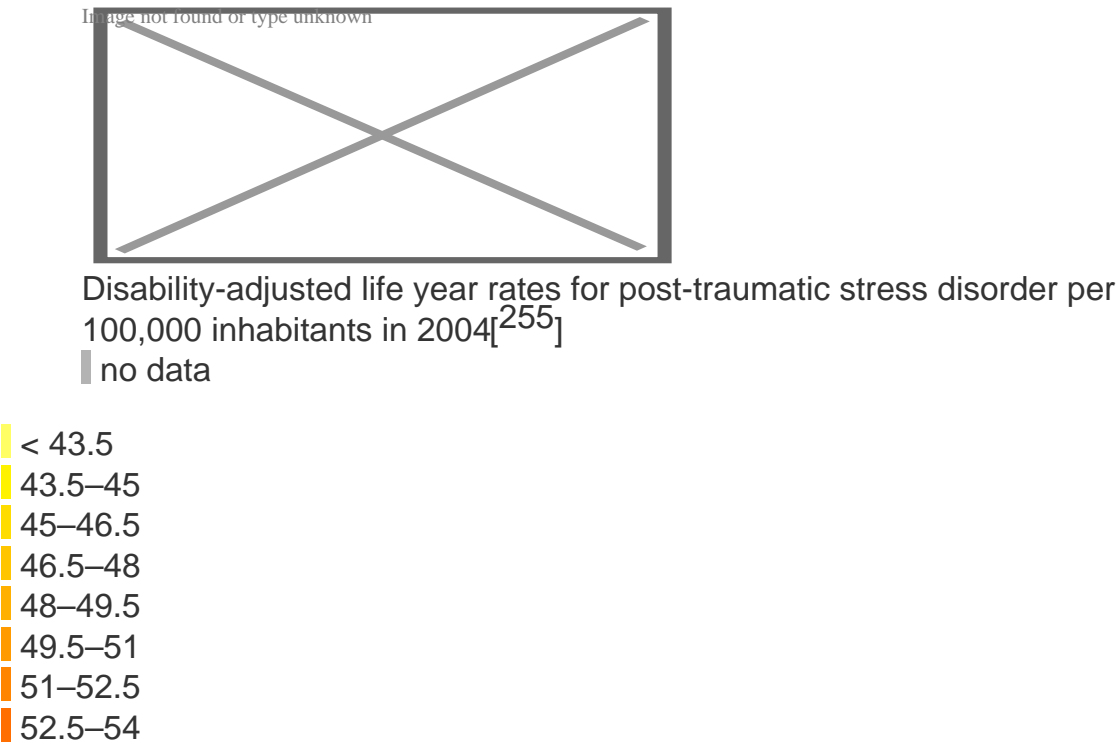 Image not found or type unknown
Disability-adjusted life year rates for post-traumatic stress disorder per
100,000 inhabitants in 2004[255]
no data
< 43.5
43.5–45
45–46.5
46.5–48
48–49.5
49.5–51
51–52.5
52.5–54